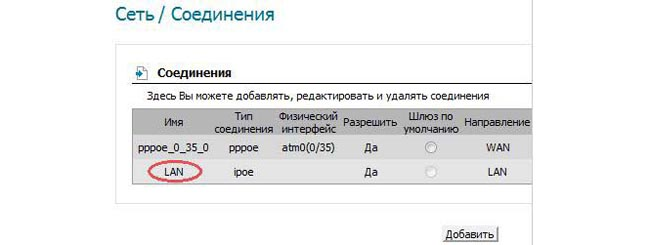 Сеть / Соединения
Соединения
Здесь Вы можете добавлять, редактировать и удалять соединения
Имя Тип соединения Физический интерфейс Разрешить Шлюз по умолчанию Направление
pppoe_0_35_0 pppoe atm0(0/35) Да WAN
LAN ipoe Да LAN
Добавить